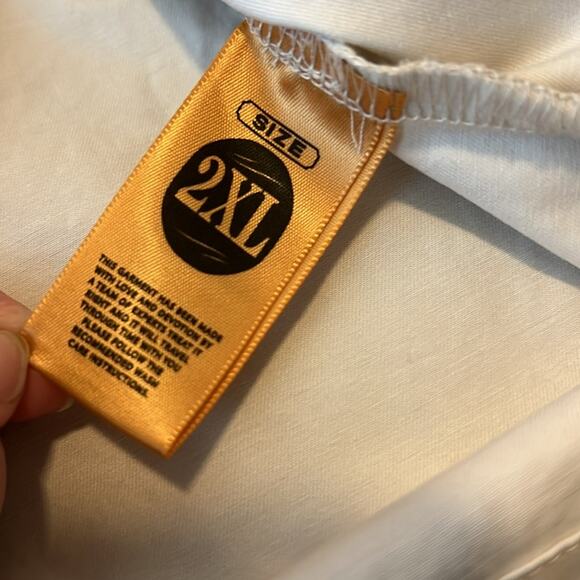 SIZE
2XL
THIS GARMENT HAS BEEN MADE
WITH LOVE AND DEVOTION BY
A TEAM OF EXPERTS TREAT IT
RIGHT AND IT WILL TRAVEL
THROUGH TIME WITH YOU
PLEASE FOLLOW THE
RECOMMENDED WASH
CARE INSTRUCTIONS.